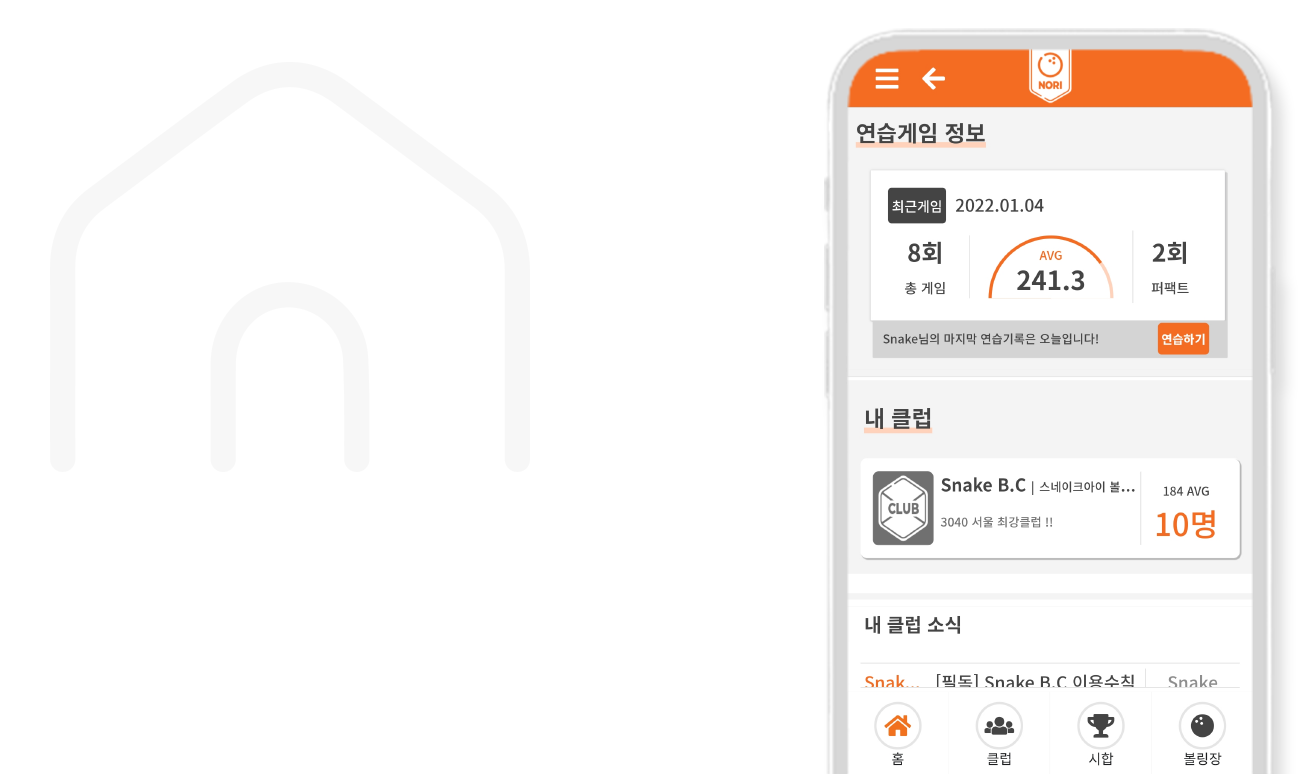 NORI
연습게임 정보
최근게임 2022.01.04
8회
총 게임
AVG
241.3
2회
퍼팩트
Snake님의 마지막 연습기록은 오늘입니다! 연습하기
내 클럽
CLUB
Snake B.C | 스네이크아이 볼...
3040 서울 최강클럽 !!
184 AVG
10명
내 클럽 소식
Snak... [필독] Snake B.C 이용수칙 Snake
홈 클럽 시합 볼링장